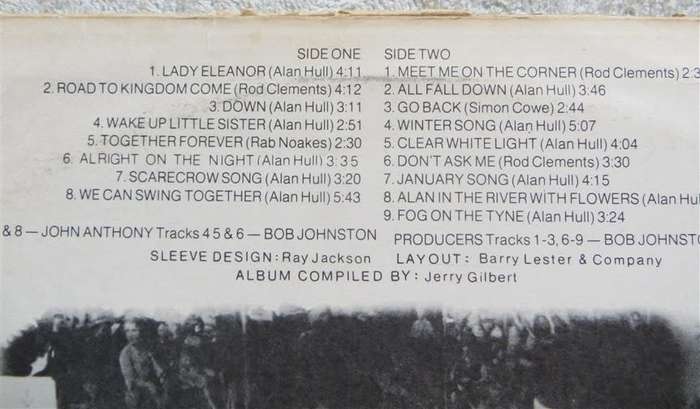 SIDE ONE
1. LADY ELEANOR (Alan Hull) 4:11
2. ROAD TO KINGDOM COME (Rod Clements) 4:12
3. DOWN (Alan Hull) 3:11
4. WAKE UP LITTLE SISTER (Alan Hull) 2:51
5. TOGETHER FOREVER (Rab Noakes) 2:30
6. ALRIGHT ON THE NIGHT (Alan Hull) 3:35
7. SCARECROW SONG (Alan Hull) 3:20
8. WE CAN SWING TOGETHER (Alan Hull) 5:43
SIDE TWO
1. MEET ME ON THE CORNER (Rod Clements) 2:3
2. ALL FALL DOWN (Alan Hull) 3:46
3. GO BACK (Simon Cowe) 2:44
4. WINTER SONG (Alan Hull) 5:07
5. CLEAR WHITE LIGHT (Alan Hull) 4:04
6. DON'T ASK ME (Rod Clements) 3:30
7. JANUARY SONG (Alan Hull) 4:15
8. ALAN IN THE RIVER WITH FLOWERS (Alan Hul
9. FOG ON THE TYNE (Alan Hull) 3:24
& 8 — JOHN ANTHONY Tracks 4 5 & 6 — BOB JOHNSTON
PRODUCERS Tracks 1-3, 6-9 — BOB JOHNST
SLEEVE DESIGN: Ray Jackson LAYOUT: Barry Lester & Company
ALBUM COMPILED BY: Jerry Gilbert